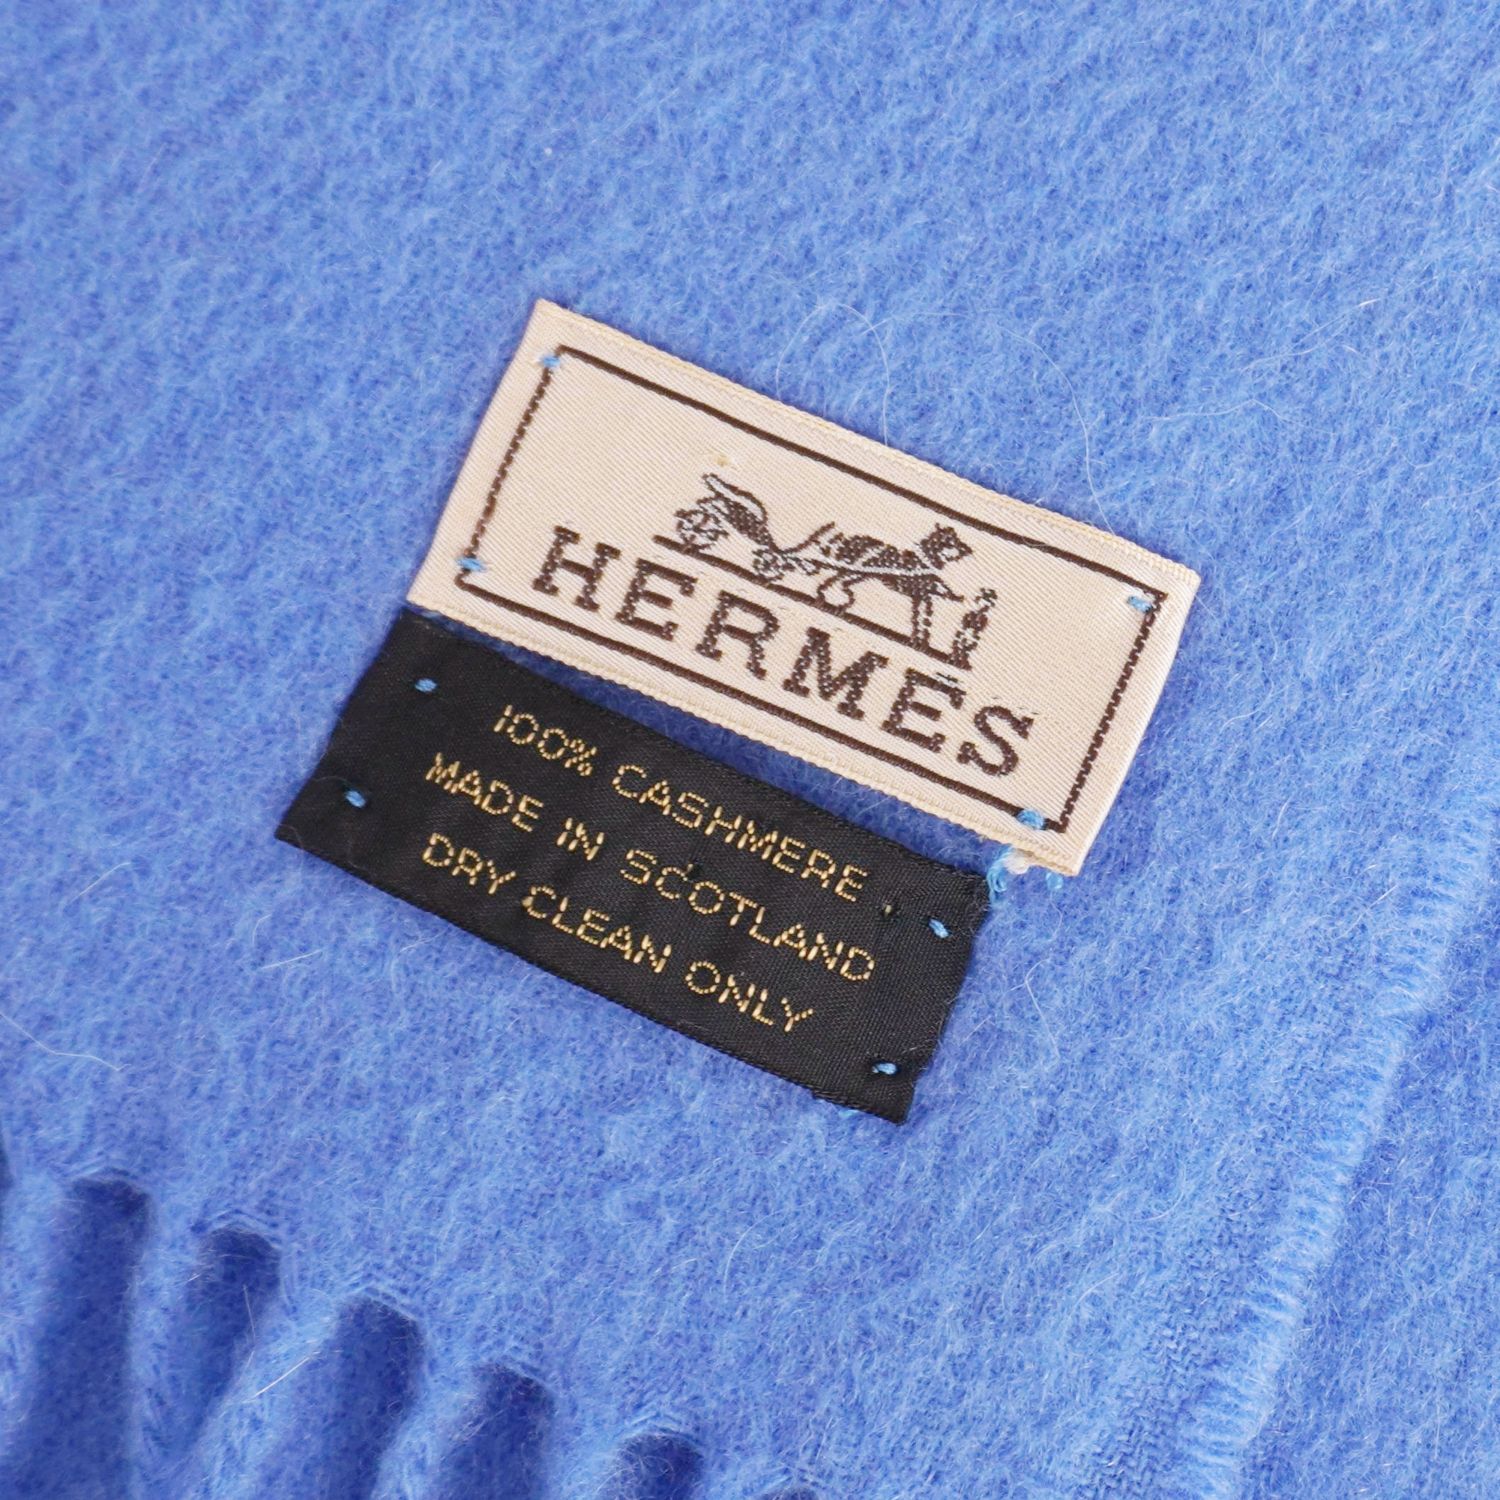 HERMES
100% CASHMERE
MADE IN SCOTLAND
DRY CLEAN ONLY